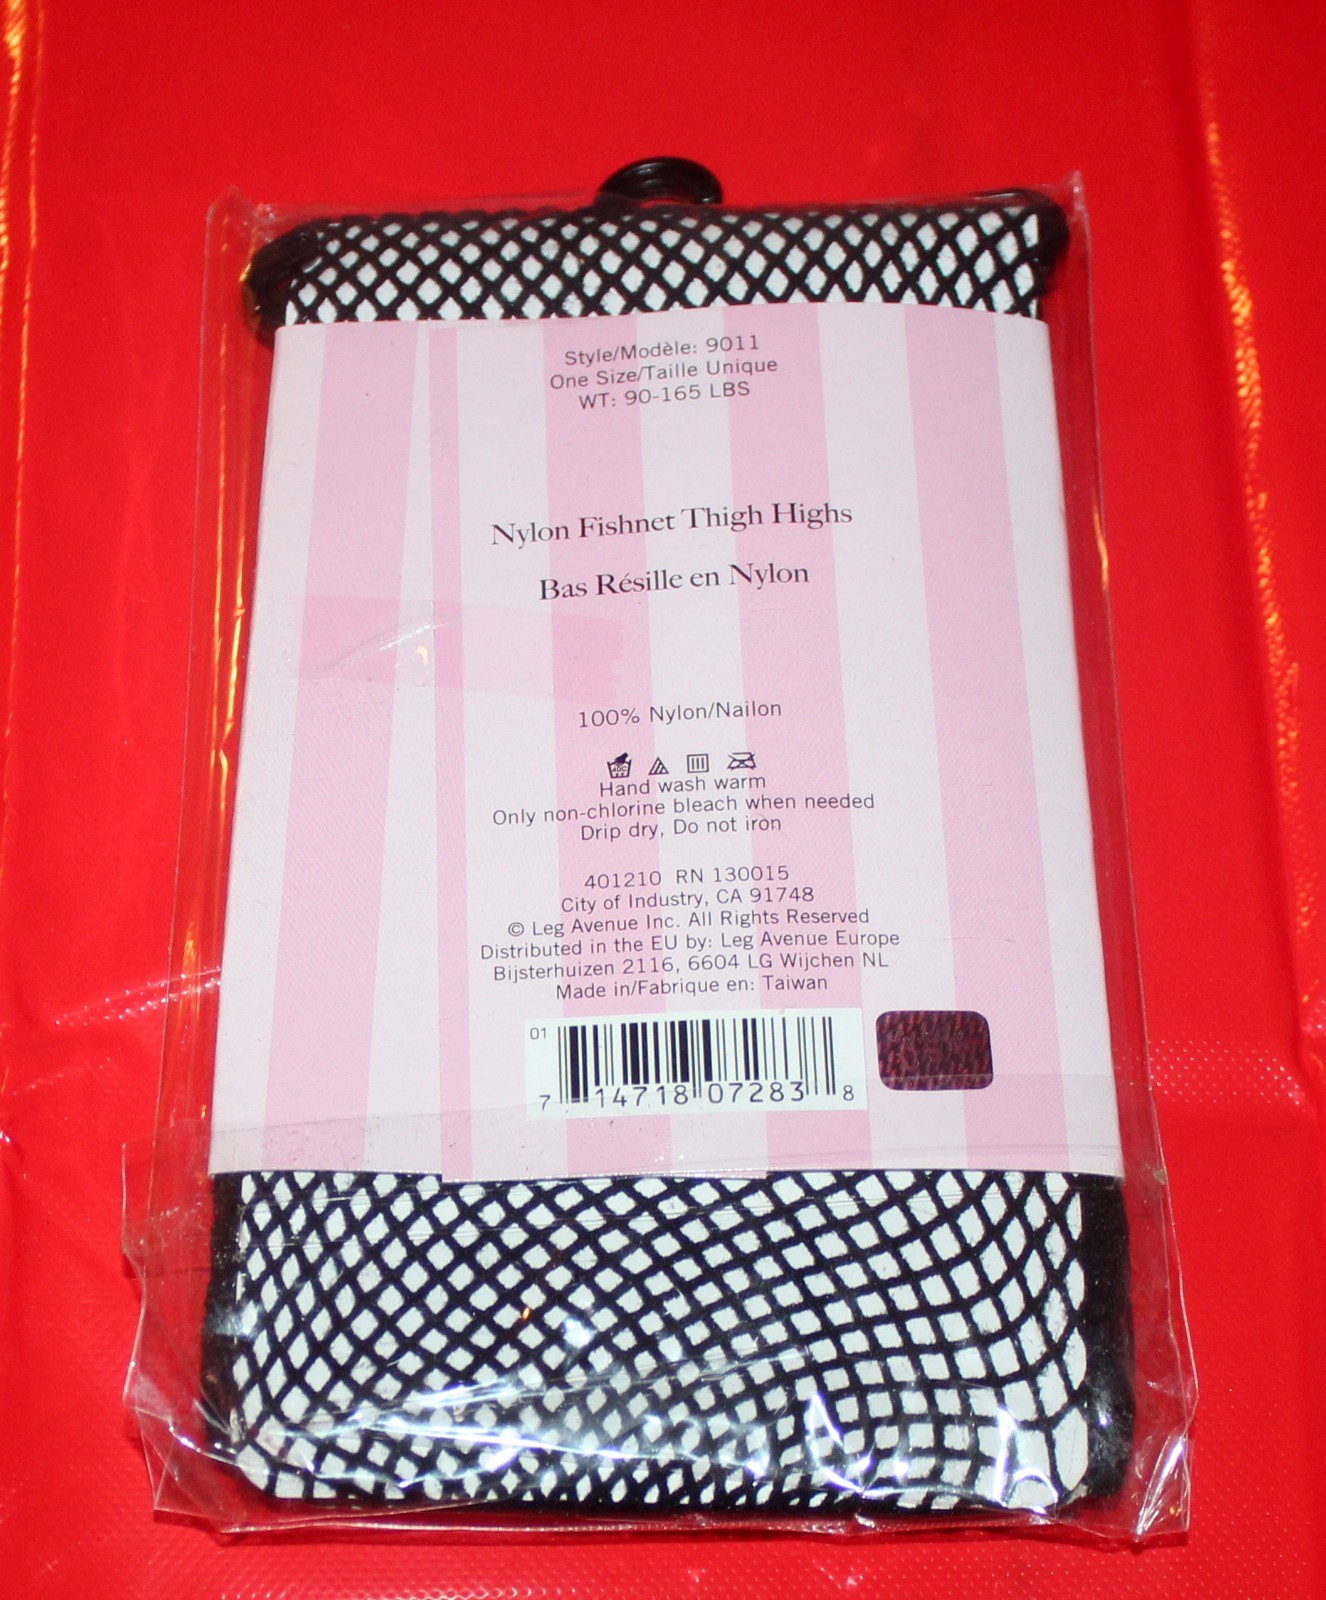 Style/Modèle: 9011
One Size/Taille Unique
WT: 90-165 LBS
Nylon Fishnet Thigh Highs
Bas Résille en Nylon
100% Nylon/Nailon
Hand wash warm
Only non-chlorine bleach when needed
Drip dry, Do not iron
401210 RN 130015
City of Industry, CA 91748
© Leg Avenue Inc. All Rights Reserved
Distributed in the EU by: Leg Avenue Europe
Bijsterhuizen 2116, 6604 LG Wijchen NL
Made in/Fabrique en: Taiwan
01
7 14718 07283 8